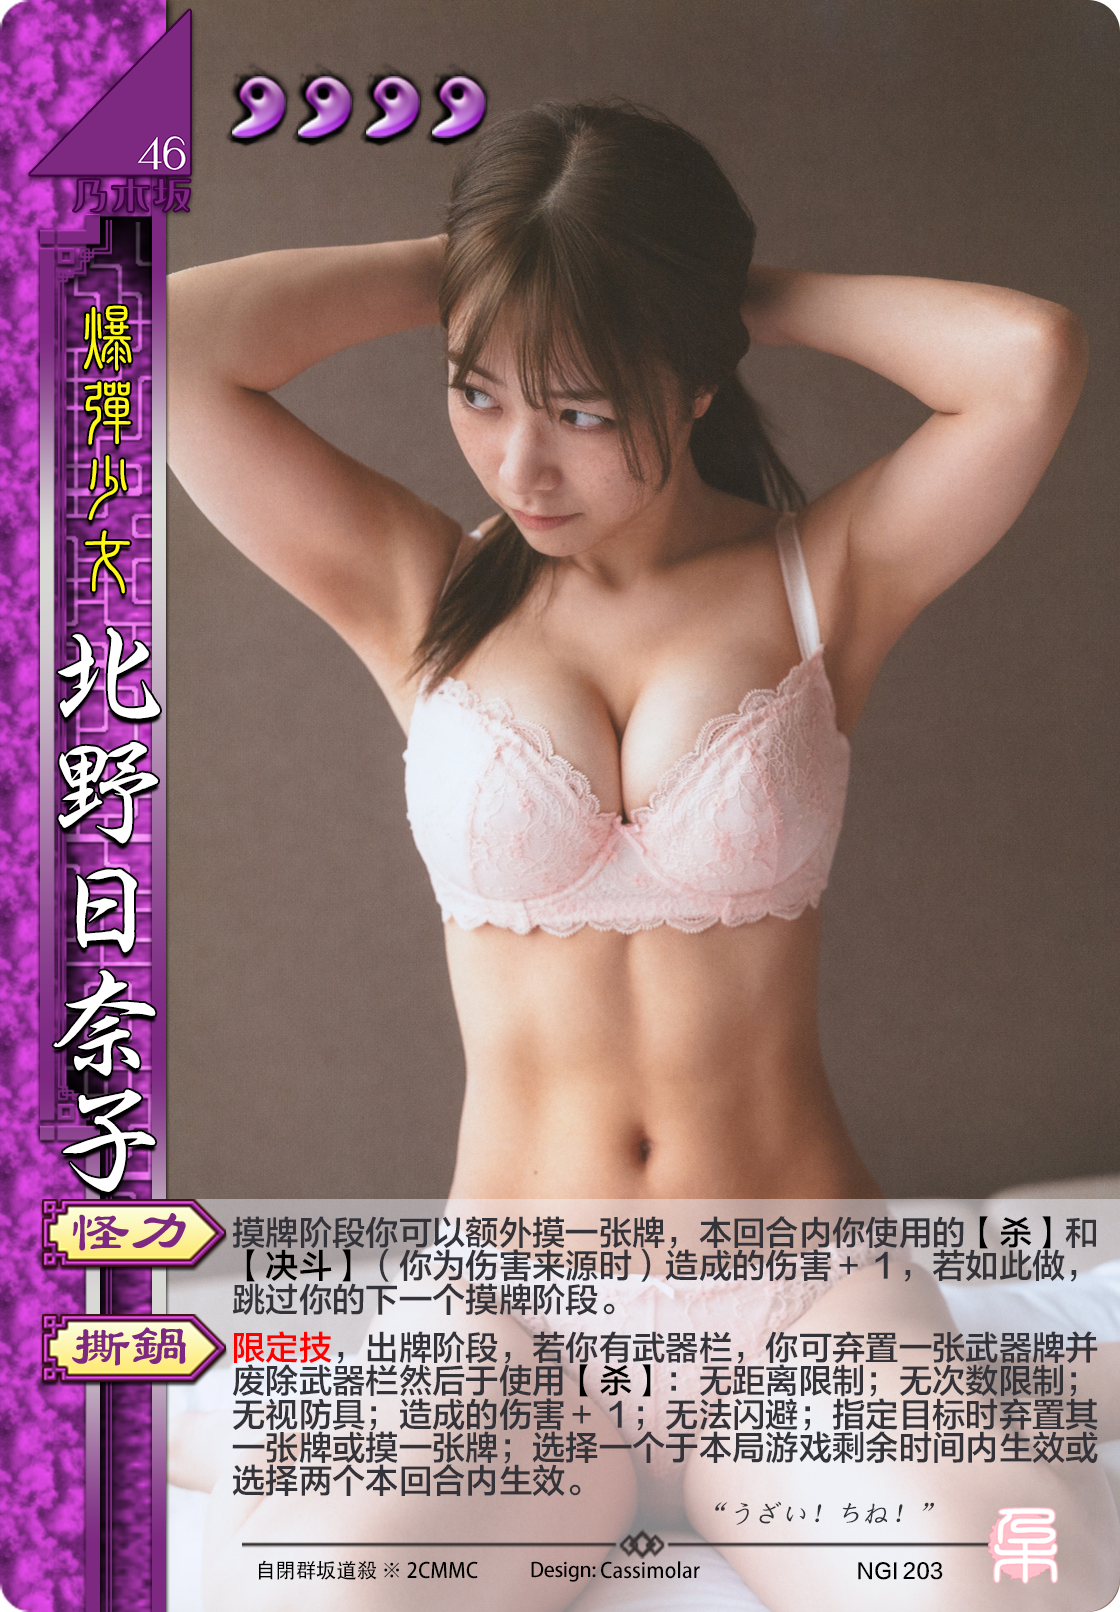 46
乃木坂
爆彈少女
北野日奈子
怪力
摸牌阶段你可以额外摸一张牌，本回合内你使用的【杀】和
【决斗】（你为伤害来源时）造成的伤害＋１，若如此做，
跳过你的下一个摸牌阶段。
撕鍋
限定技，出牌阶段，若你有武器栏，你可弃置一张武器牌并
废除武器栏然后于使用【杀】：无距离限制；无次数限制；
无视防具；造成的伤害＋１；无法闪避；指定目标时弃置其
一张牌或摸一张牌；选择一个于本局游戏剩余时间内生效或
选择两个本回合内生效。
“うざい！ちね！”
自閉群坂道殺 ※ 2CMMC Design: Cassimolar NGI 203